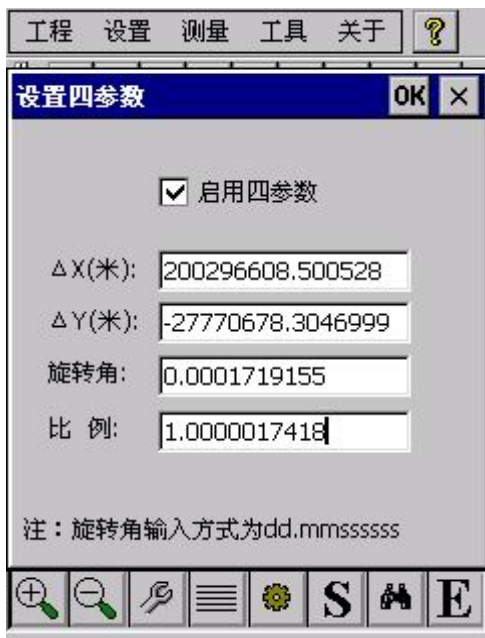 工程 设置 测量 工具 关于 ?
设置四参数 OK ×
启用四参数
ΔX(米): 200296608.500528
ΔY(米): -27770678.3046999
旋转角: 0.0001719155
比 例: 1.0000017418
注：旋转角输入方式为dd.mmssssss
S E